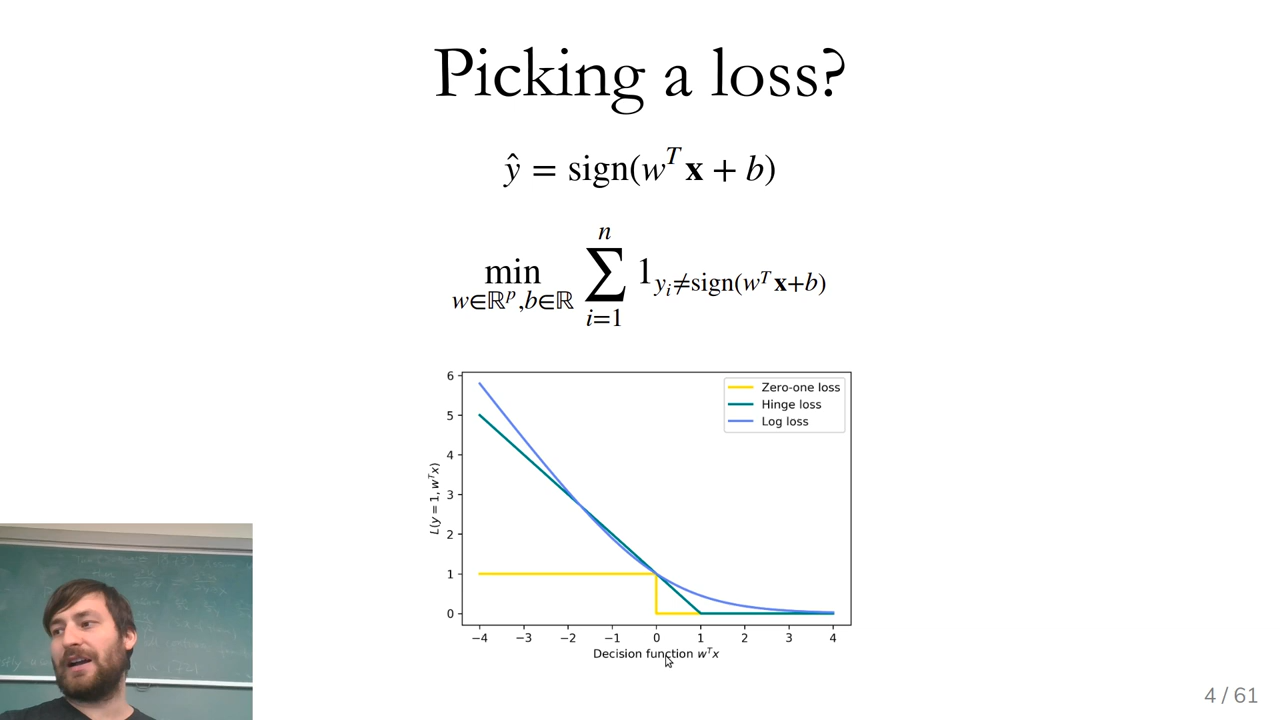 Picking a loss?
ŷ = sign(wᵀx + b)
min w∈ℝᵖ,b∈ℝ ∑ i=1 n 1 yᵢ≠sign(wᵀx+b)
6
5
4
3
2
1
0
L(y = 1, wᵀx)
Zero-one loss
Hinge loss
Log loss
−4 −3 −2 −1 0 1 2 3 4
Decision function wᵀx
4 / 61